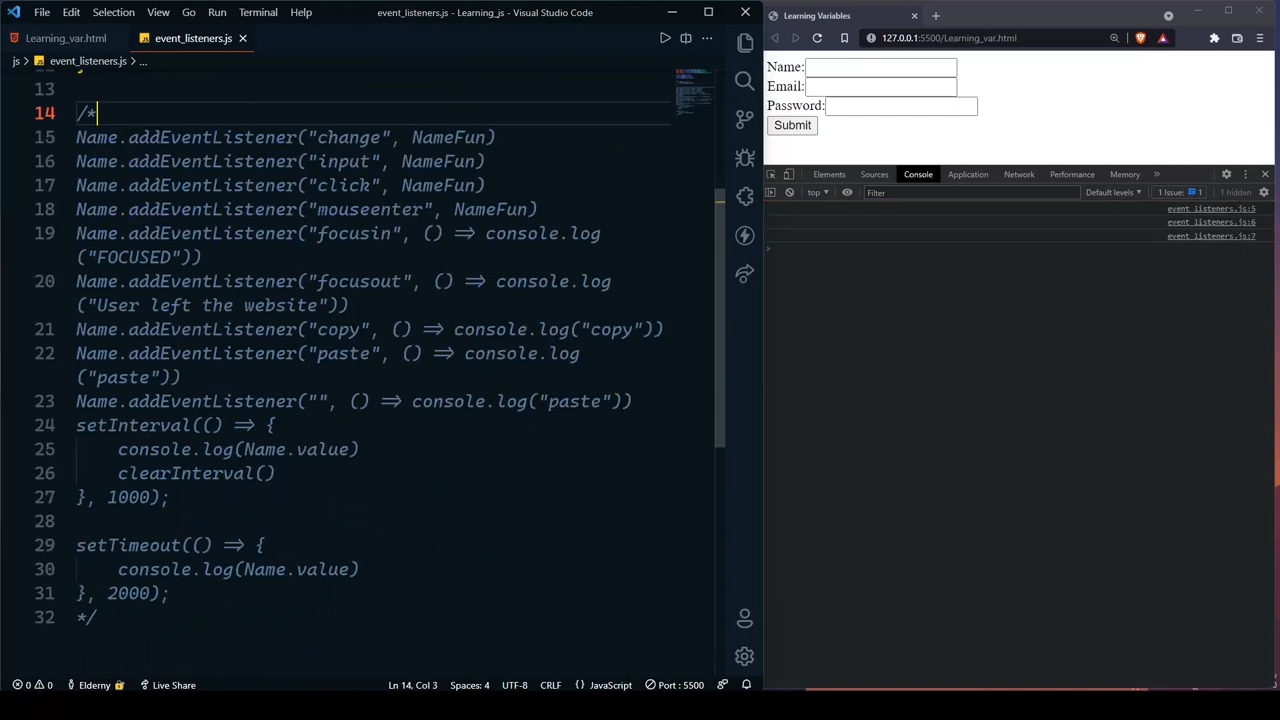 File Edit Selection View Go Run Terminal Help event_listeners.js - Learning_js - Visual Studio Code
Learning_var.html event_listeners.js
js > event_listeners.js > ...
13
14 /*
15 Name.addEventListener("change", NameFun)
16 Name.addEventListener("input", NameFun)
17 Name.addEventListener("click", NameFun)
18 Name.addEventListener("mouseenter", NameFun)
19 Name.addEventListener("focusin", () => console.log
("FOCUSED"))
20 Name.addEventListener("focusout", () => console.log
("User left the website"))
21 Name.addEventListener("copy", () => console.log("copy"))
22 Name.addEventListener("paste", () => console.log
("paste"))
23 Name.addEventListener("", () => console.log("paste"))
24 setInterval(() => {
25 console.log(Name.value)
26 clearInterval()
27 }, 1000);
28
29 setTimeout(() => {
30 console.log(Name.value)
31 }, 2000);
32 */
0 0 Elderny Live Share Ln 14, Col 3 Spaces: 4 UTF-8 CRLF {} JavaScript Port : 5500
Learning Variables
127.0.0.1:5500/Learning_var.html
Name:
Email:
Password:
Submit
Elements Sources Console Application Network Performance Memory »
top Filter Default levels 1 Issue: 1 1 hidden
event_listeners.js:5
event_listeners.js:6
event_listeners.js:7